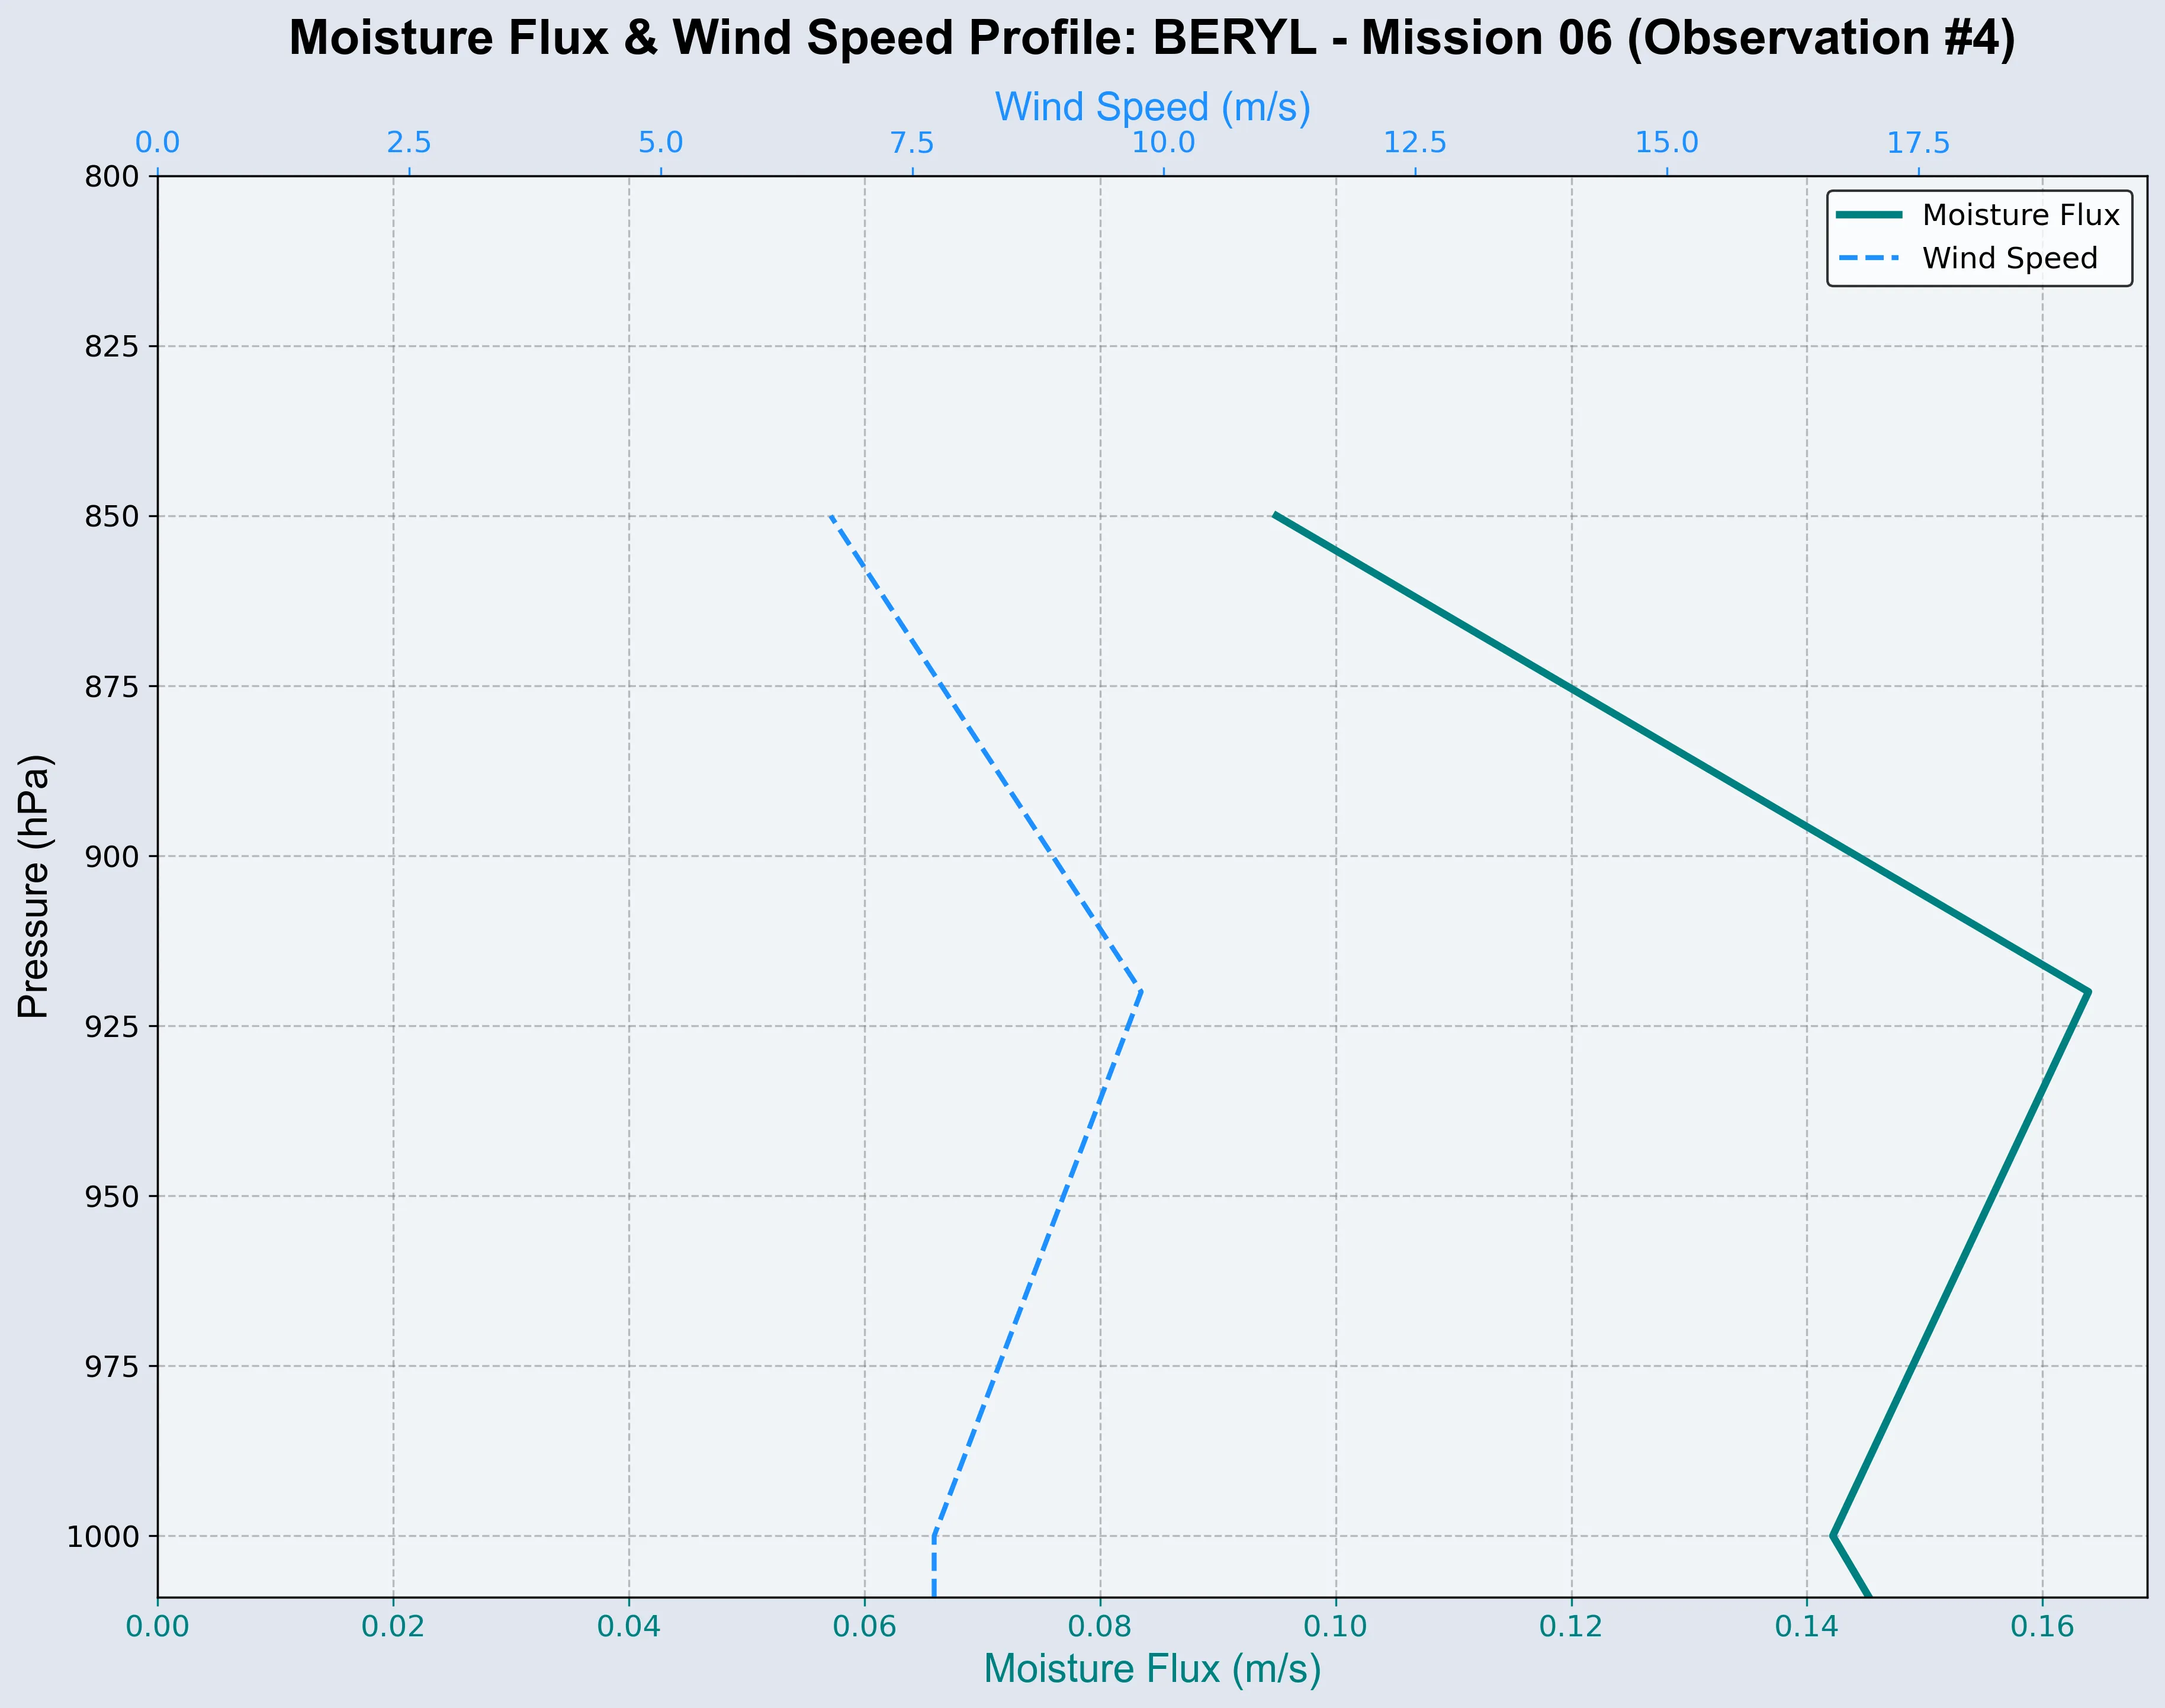 Moisture Flux & Wind Speed Profile: BERYL - Mission 06 (Observation #4)
Wind Speed (m/s)
0.0 2.5 5.0 7.5 10.0 12.5 15.0 17.5
Moisture Flux
Wind Speed
800
825
850
875
900
925
950
975
1000
Pressure (hPa)
0.00 0.02 0.04 0.06 0.08 0.10 0.12 0.14 0.16
Moisture Flux (m/s)